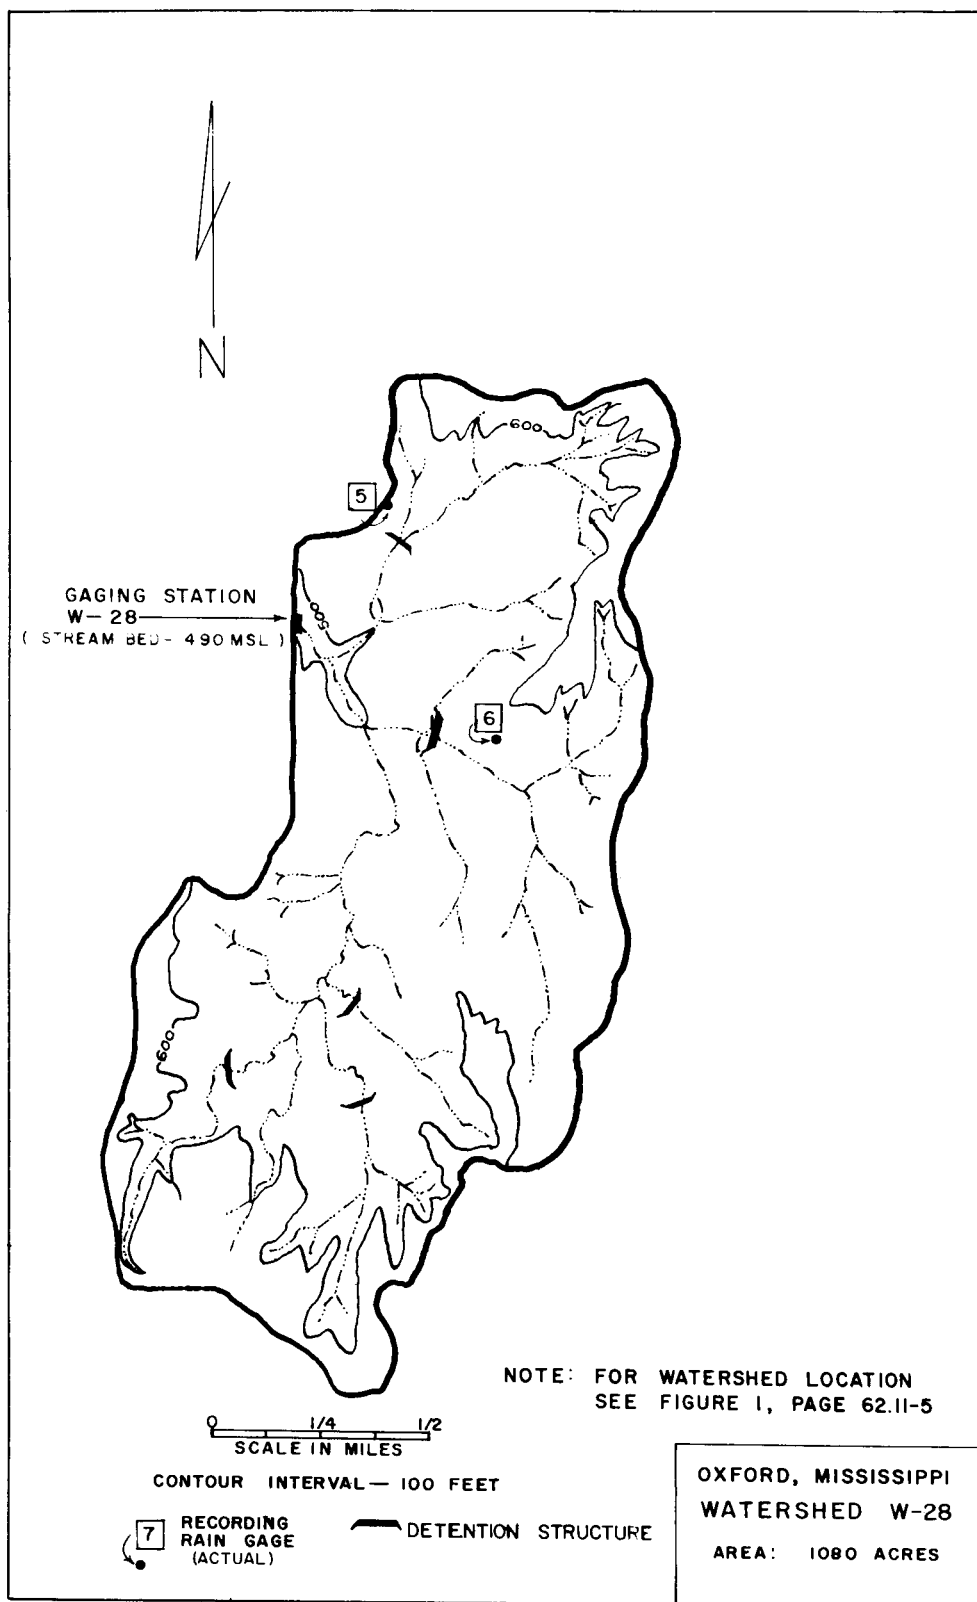 N
600
5
GAGING STATION
W-28
( STREAM BED - 490 MSL )
500
6
600
NOTE: FOR WATERSHED LOCATION
SEE FIGURE 1, PAGE 62.11-5
0 1/4 1/2
SCALE IN MILES
CONTOUR INTERVAL — 100 FEET
7 RECORDING
RAIN GAGE
(ACTUAL)
DETENTION STRUCTURE
OXFORD, MISSISSIPPI
WATERSHED W-28
AREA: 1080 ACRES